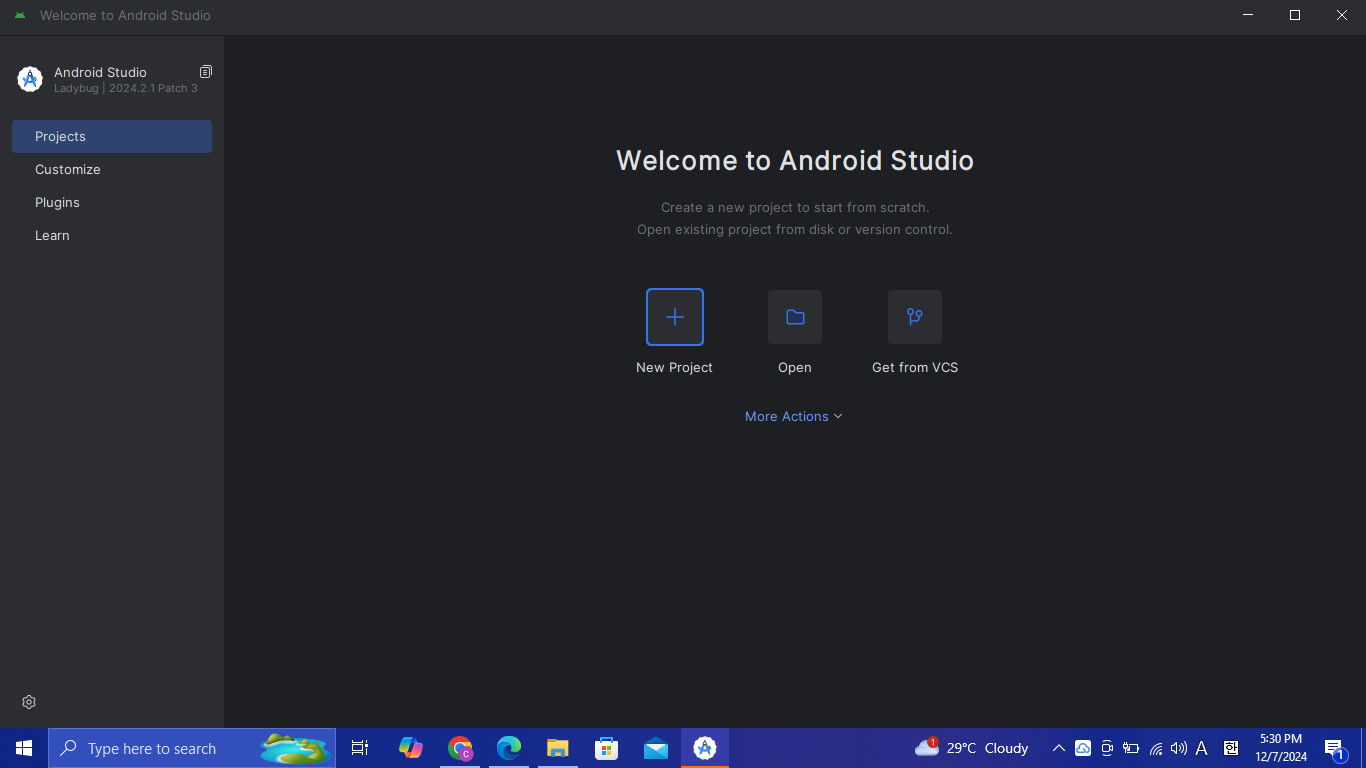 Welcome to Android Studio
Android Studio
Ladybug | 2024.2.1 Patch 3
Projects
Customize
Plugins
Learn
Welcome to Android Studio
Create a new project to start from scratch.
Open existing project from disk or version control.
New Project
Open
Get from VCS
More Actions
Type here to search
C
1
29°C Cloudy
A
한
5:30 PM
12/7/2024
1